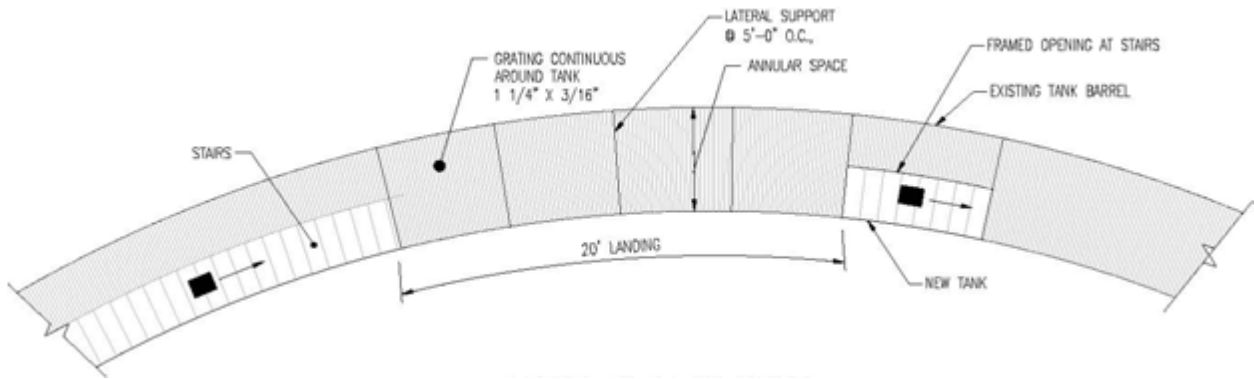 LATERAL SUPPORT
@ 5'-0" O.C.,
GRATING CONTINUOUS
AROUND TANK
1 1/4" X 3/16"
ANNULAR SPACE
FRAMED OPENING AT STAIRS
EXISTING TANK BARREL
STAIRS
20' LANDING
NEW TANK